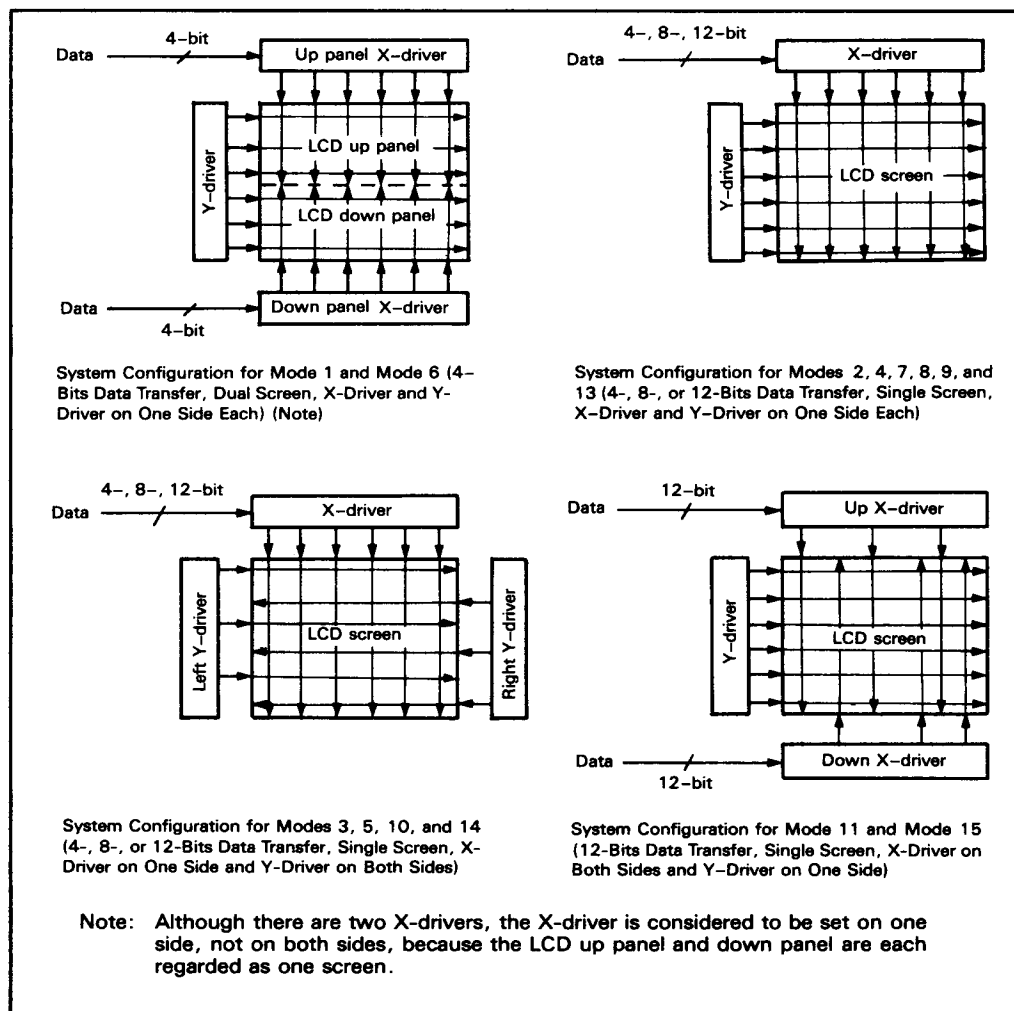 4-bit
Data
Up panel X-driver
Y-driver
LCD up panel
LCD down panel
Data
Down panel X-driver
4-bit
System Configuration for Mode 1 and Mode 6 (4-
Bits Data Transfer, Dual Screen, X-Driver and Y-
Driver on One Side Each) (Note)
4-, 8-, 12-bit
Data
X-driver
Y-driver
LCD screen
System Configuration for Modes 2, 4, 7, 8, 9, and
13 (4-, 8-, or 12-Bits Data Transfer, Single Screen,
X-Driver and Y-Driver on One Side Each)
4-, 8-, 12-bit
Data
X-driver
Left Y-driver
LCD screen
Right Y-driver
System Configuration for Modes 3, 5, 10, and 14
(4-, 8-, or 12-Bits Data Transfer, Single Screen, X-
Driver on One Side and Y-Driver on Both Sides)
12-bit
Data
Up X-driver
Y-driver
LCD screen
Data
Down X-driver
12-bit
System Configuration for Mode 11 and Mode 15
(12-Bits Data Transfer, Single Screen, X-Driver on
Both Sides and Y-Driver on One Side)
Note: Although there are two X-drivers, the X-driver is considered to be set on one
side, not on both sides, because the LCD up panel and down panel are each
regarded as one screen.